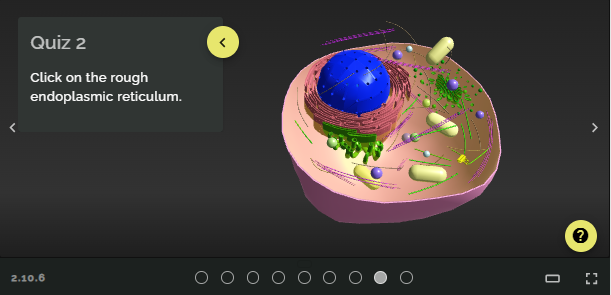 Quiz 2
Click on the rough
endoplasmic reticulum.
?
2.10.6